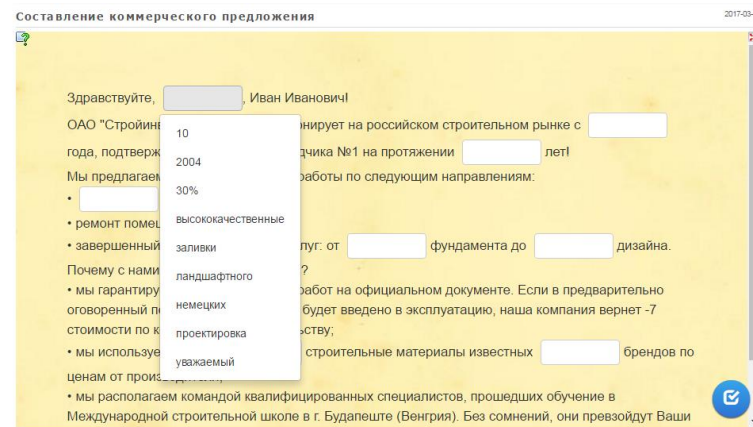 Составление коммерческого предложения
2017-03-
Здравствуйте, , Иван Иванович!
ОАО "Стройин онирует на российском строительном рынке с
года, подтверж дчика №1 на протяжении лет!
Мы предлагаем работы по следующим направлениям:
•
• ремонт помещ
• завершенный луг: от фундамента до дизайна.
Почему с нами ?
• мы гарантиру работ на официальном документе. Если в предварительно
оговоренный п будет введено в эксплуатацию, наша компания вернет -7
стоимости по к ьству;
• мы используе строительные материалы известных брендов по
ценам от произ
• мы располагаем командой квалифицированных специалистов, прошедших обучение в
Международной строительной школе в г. Будапеште (Венгрия). Без сомнений, они превзойдут Ваши
10
2004
30%
высококачественные
заливки
ландшафтного
немецких
проектировка
уважаемый